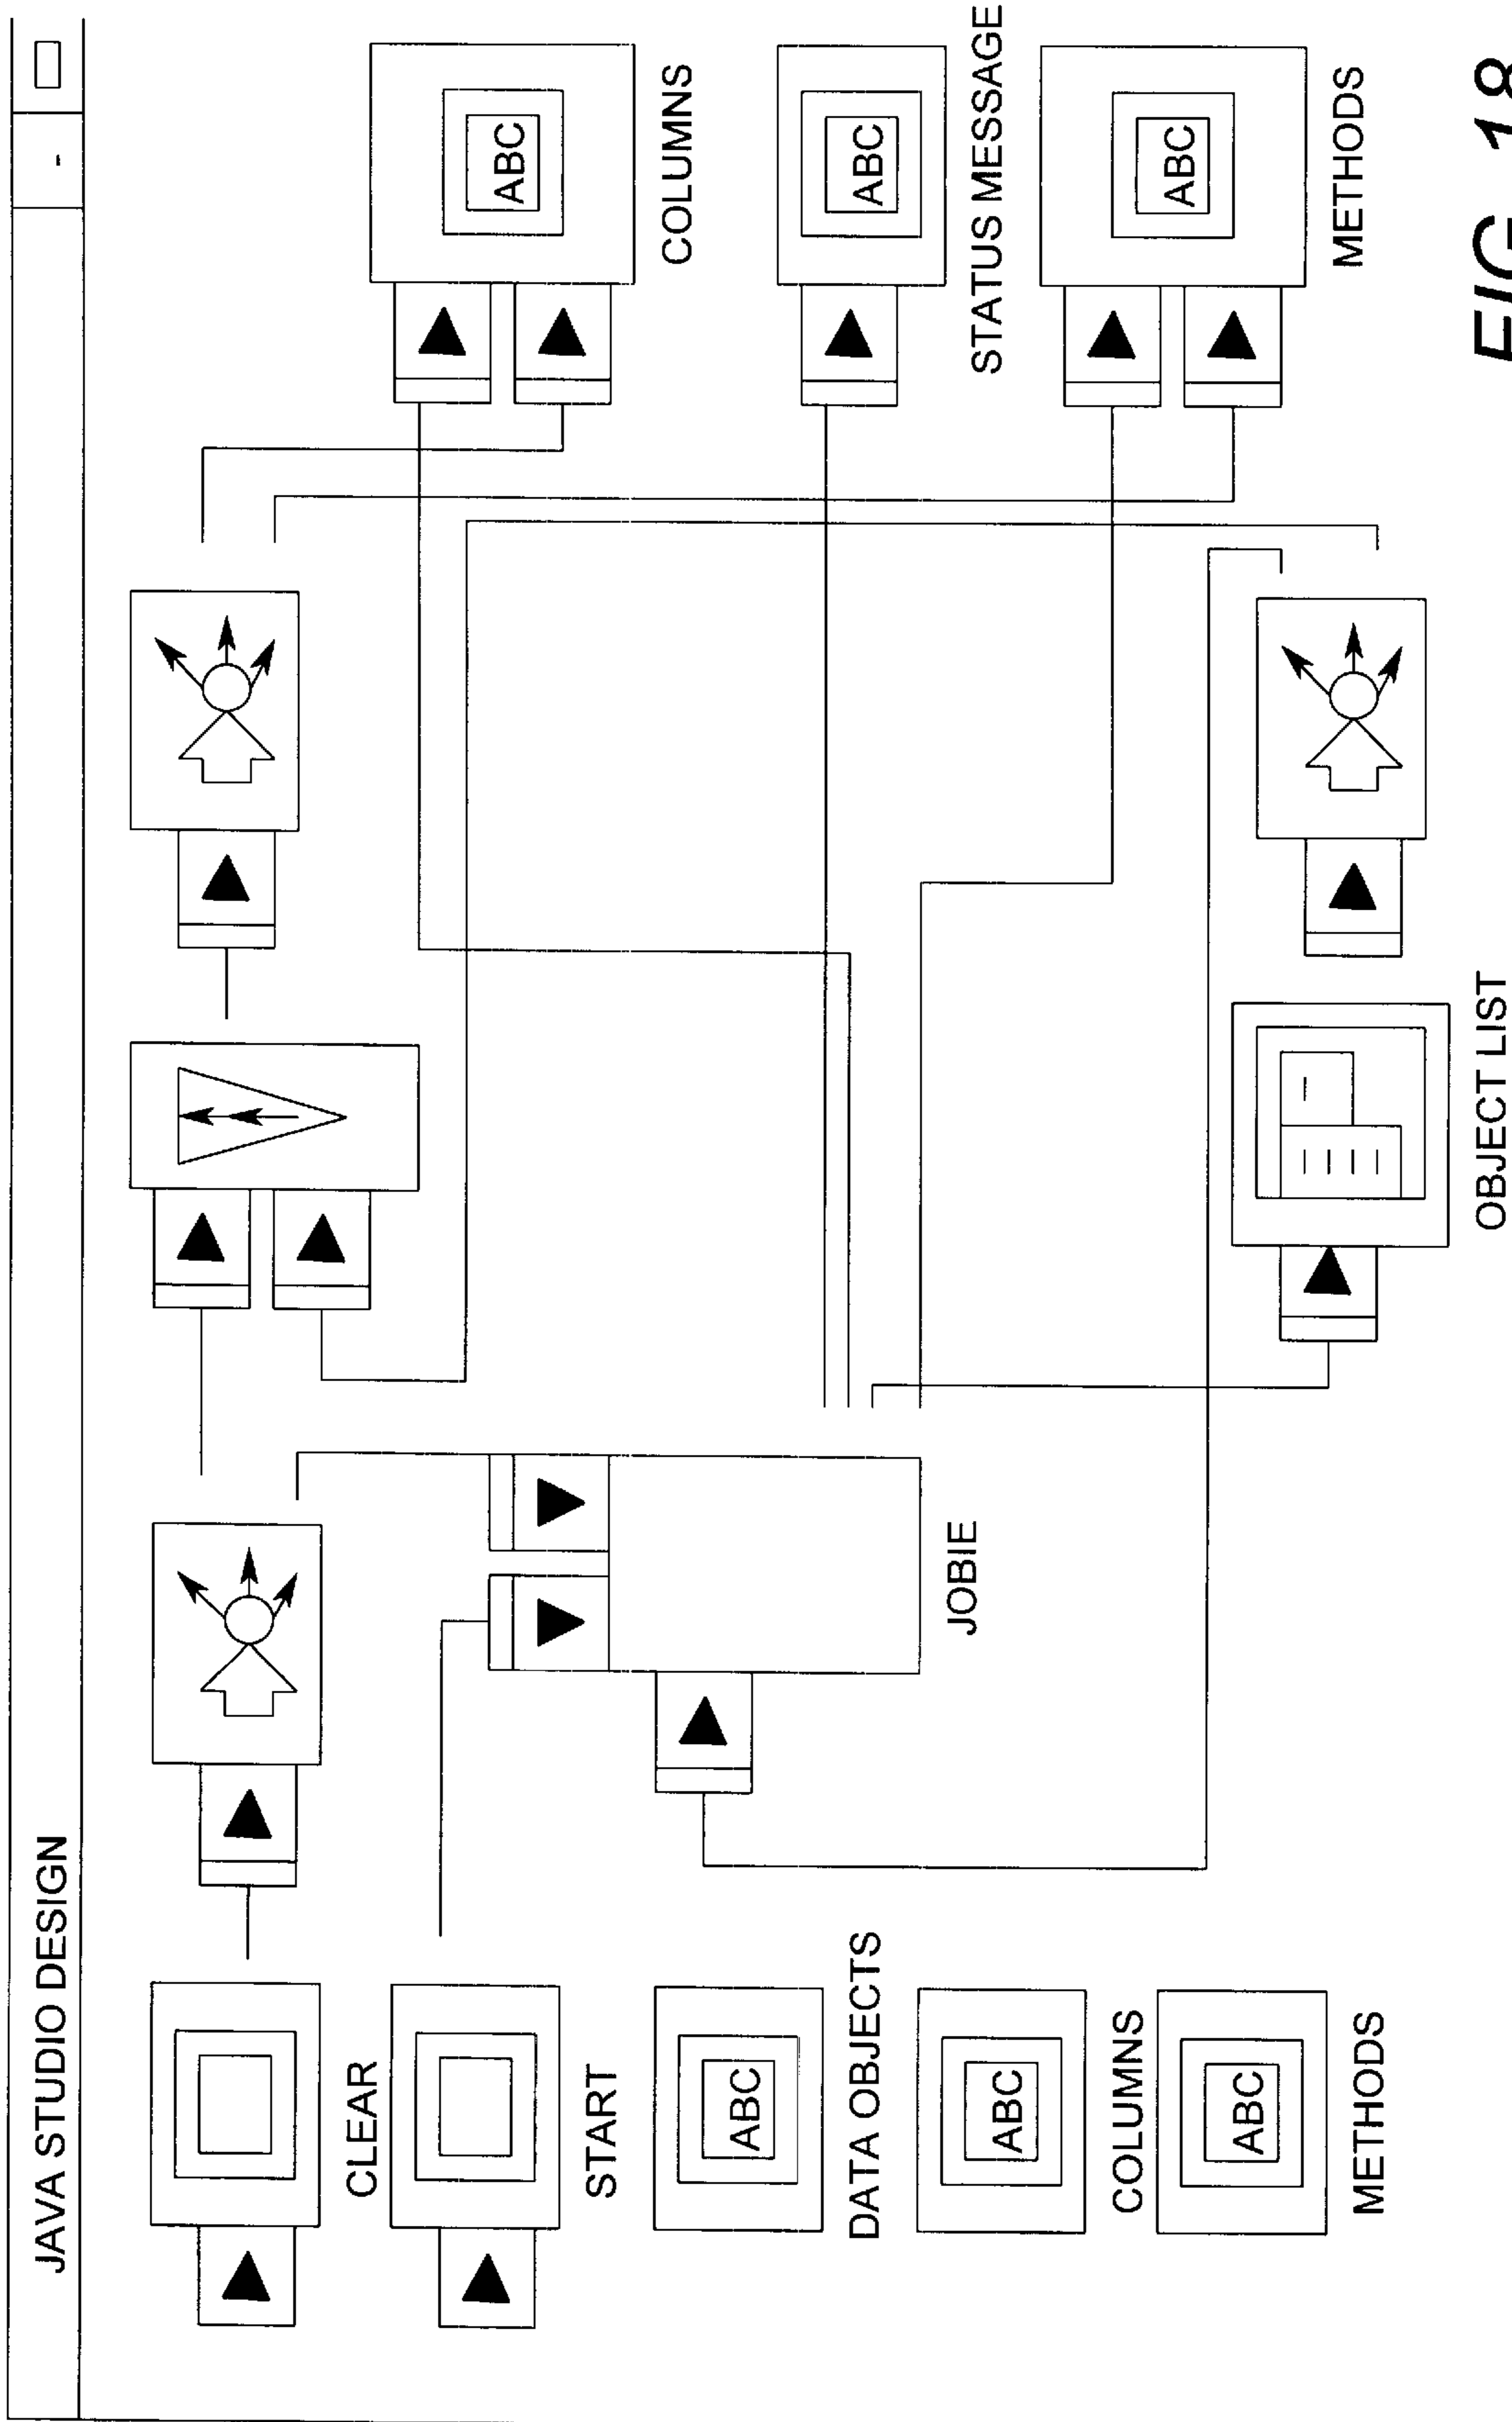 JAVA STUDIO DESIGN
-
CLEAR
ABC
START
COLUMNS
ABC
DATA OBJECTS
ABC
JOBIE
STATUS MESSAGE
ABC
COLUMNS
ABC
ABC
METHODS
METHODS
OBJECT LIST
FIG. 18